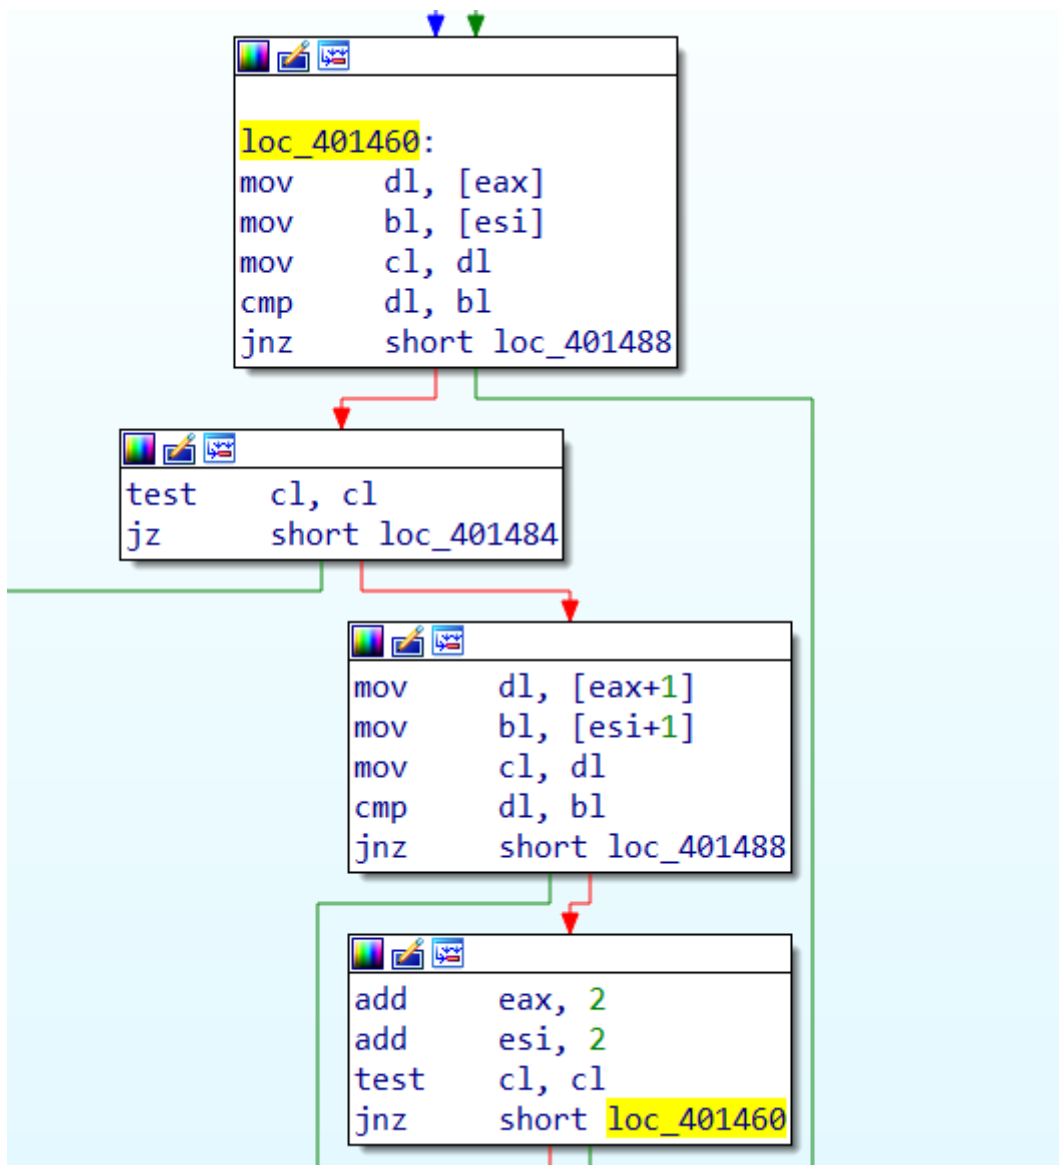 loc_401460:
mov dl, [eax]
mov bl, [esi]
mov cl, dl
cmp dl, bl
jnz short loc_401488
test cl, cl
jz short loc_401484
mov dl, [eax+1]
mov bl, [esi+1]
mov cl, dl
cmp dl, bl
jnz short loc_401488
add eax, 2
add esi, 2
test cl, cl
jnz short loc_401460